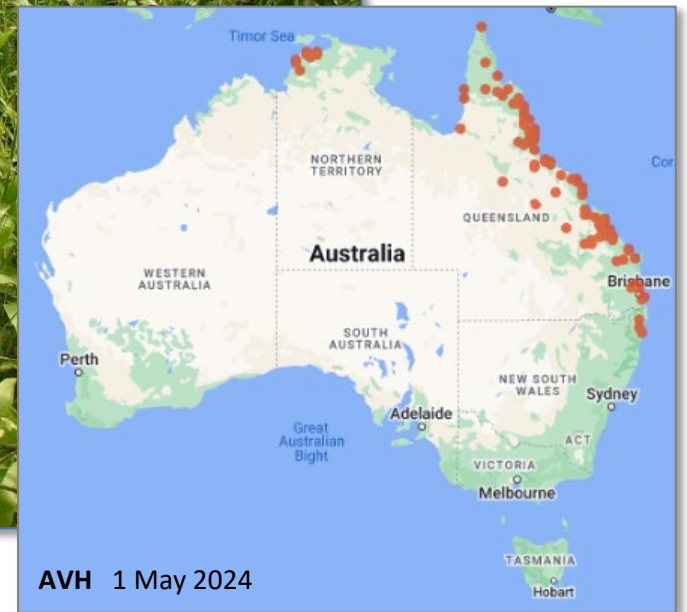 Timor Sea
NORTHERN
TERRITORY
Cor
QUEENSLAND
Australia
WESTERN
AUSTRALIA
Brisbane
SOUTH
AUSTRALIA
Perth
NEW SOUTH
WALES
Sydney
Adelaide
Great
Australian
Bight
ACT
VICTORIA
Melbourne
TASMANIA
Hobart
AVH 1 May 2024